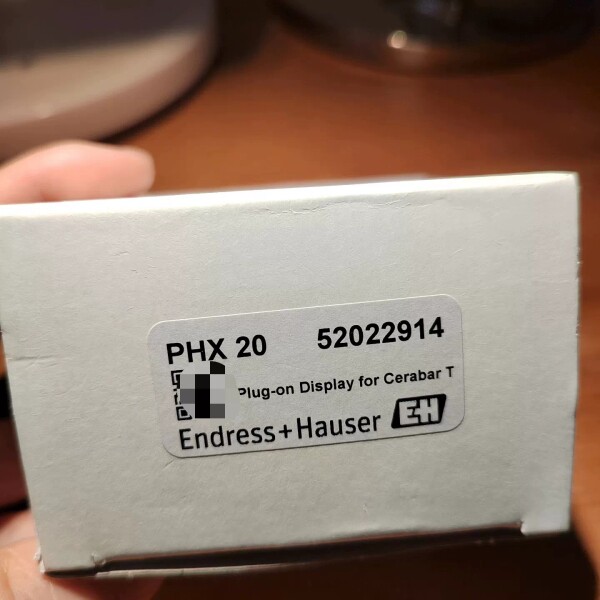 PHX 20 52022914
Plug-on Display for Cerabar T
Endress+Hauser EH